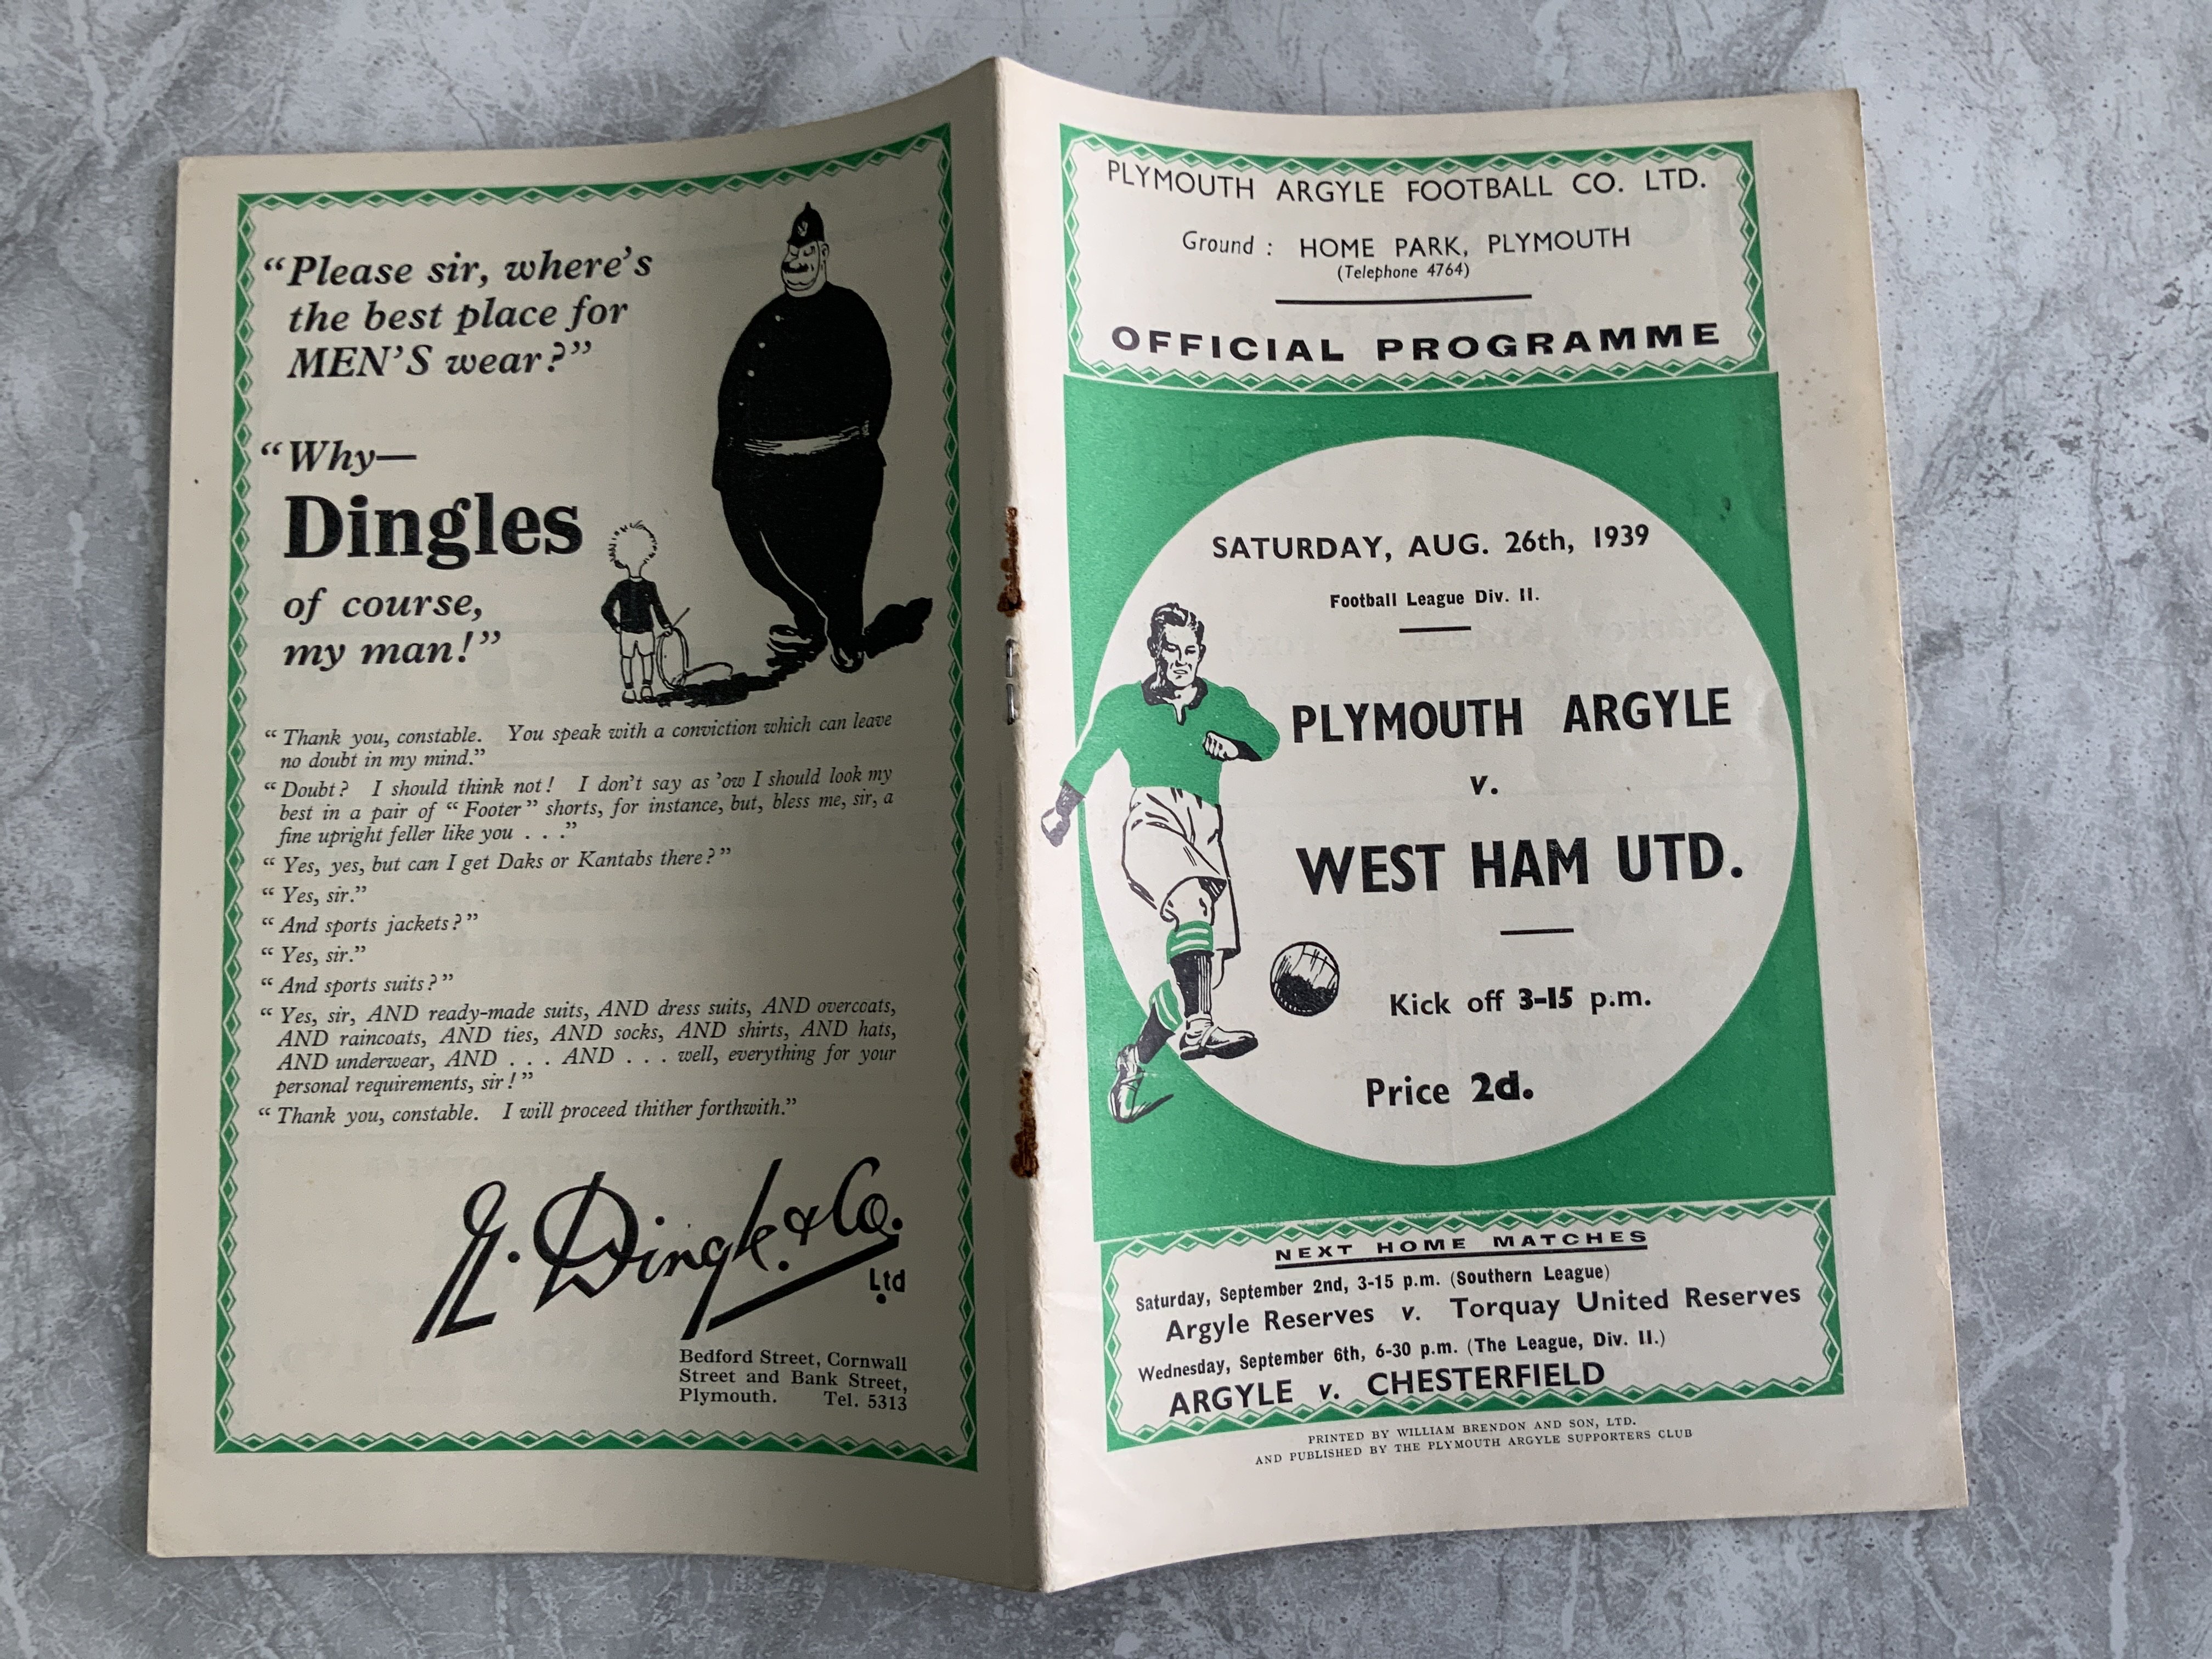 “Please sir, where’s
the best place for
MEN’S wear?”
“Why—
Dingles
of course,
my man!”
“Thank you, constable. You speak with a conviction which can leave
no doubt in my mind.”
“Doubt? I should think not! I don’t say as ’ow I should look my
best in a pair of “Footer” shorts, for instance, but, bless me, sir, a
fine upright feller like you . . .”
“Yes, yes, but can I get Daks or Kantabs there?”
“Yes, sir.”
“And sports jackets?”
“Yes, sir.”
“And sports suits?”
“Yes, sir, AND ready-made suits, AND dress suits, AND overcoats,
AND raincoats, AND ties, AND socks, AND shirts, AND hats,
AND underwear, AND . . . AND . . . well, everything for your
personal requirements, sir!”
“Thank you, constable. I will proceed thither forthwith.”
E. Dingle & Co.
Ltd
Bedford Street, Cornwall
Street and Bank Street,
Plymouth. Tel. 5313
PLYMOUTH ARGYLE FOOTBALL CO. LTD.
Ground : HOME PARK, PLYMOUTH
(Telephone 4764)
OFFICIAL PROGRAMME
SATURDAY, AUG. 26th, 1939
Football League Div. II.
PLYMOUTH ARGYLE
v.
WEST HAM UTD.
Kick off 3-15 p.m.
Price 2d.
NEXT HOME MATCHES
Saturday, September 2nd, 3-15 p.m. (Southern League)
Argyle Reserves v. Torquay United Reserves
Wednesday, September 6th, 6-30 p.m. (The League, Div. II.)
ARGYLE v. CHESTERFIELD
PRINTED BY WILLIAM BRENDON AND SON, LTD.
AND PUBLISHED BY THE PLYMOUTH ARGYLE SUPPORTERS CLUB